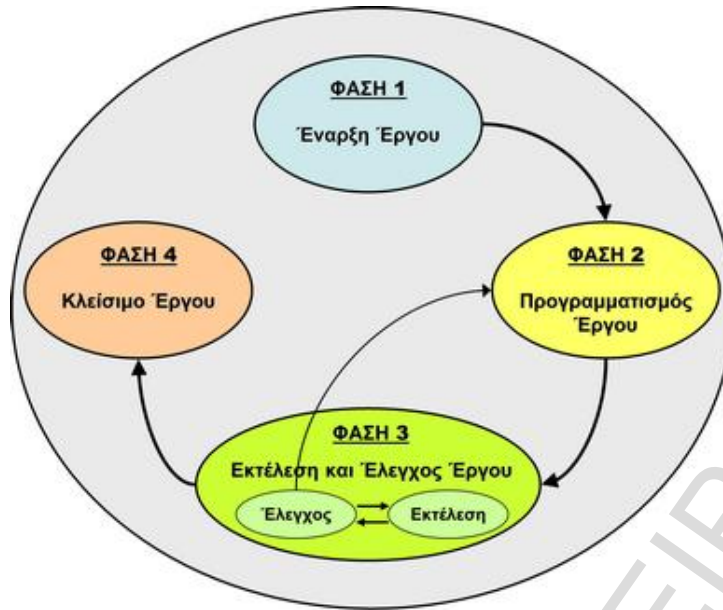 ΦΑΣΗ 1
Έναρξη Έργου
ΦΑΣΗ 2
Προγραμματισμός
Έργου
ΦΑΣΗ 3
Εκτέλεση και Έλεγχος Έργου
Έλεγχος
Εκτέλεση
ΦΑΣΗ 4
Κλείσιμο Έργου